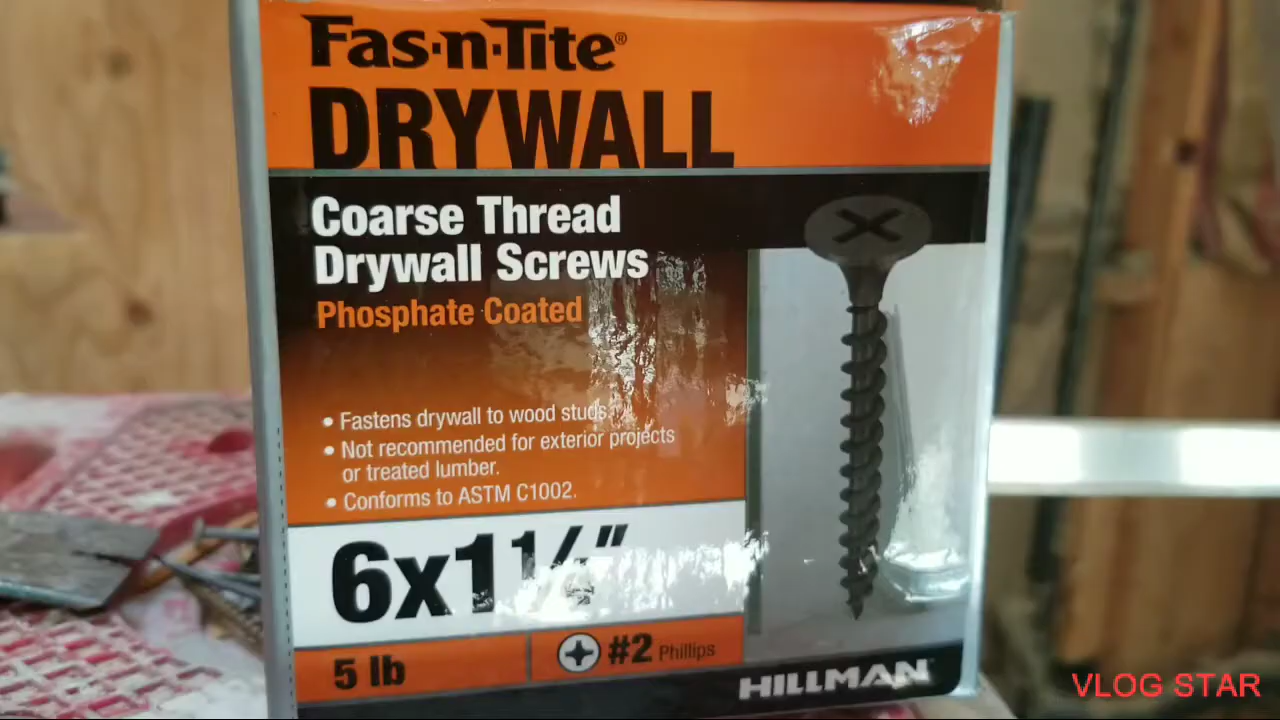 Fas·n·Tite®
DRYWALL
Coarse Thread
Drywall Screws
Phosphate Coated
• Fastens drywall to wood studs.
• Not recommended for exterior projects
or treated lumber.
• Conforms to ASTM C1002.
6x1
5 lb
#2 Phillips
HILLMAN
VLOG STAR